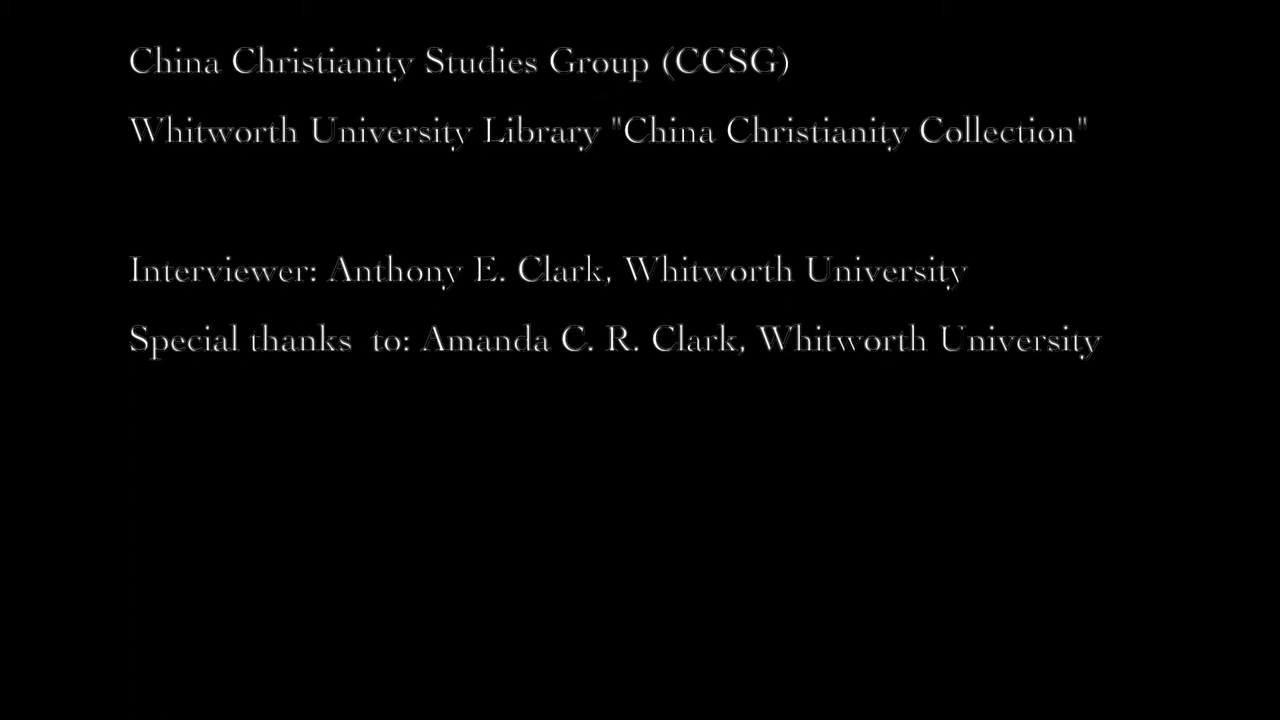 China Christianity Studies Group (CCSG)
Whitworth University Library "China Christianity Collection"
Interviewer: Anthony E. Clark, Whitworth University
Special thanks  to: Amanda C. R. Clark, Whitworth University